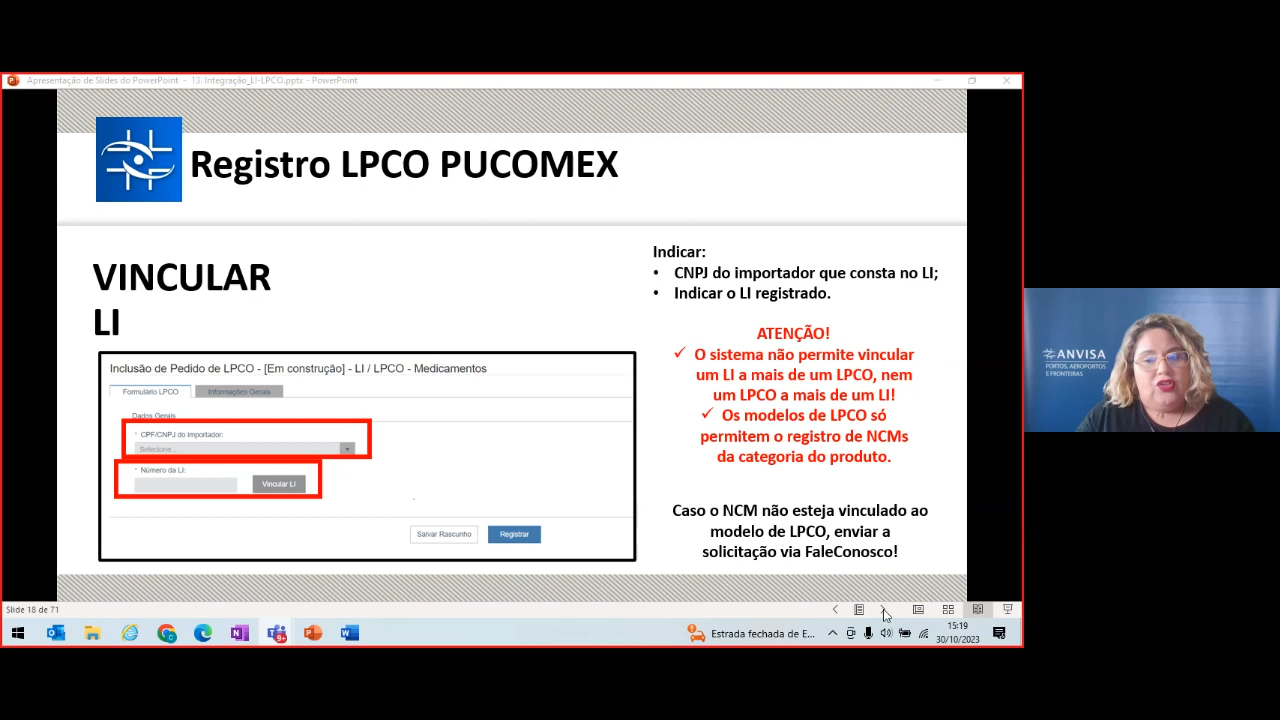 Apresentação de Slides do PowerPoint - 13. Integração_LI-LPCO.pptx - PowerPoint
Registro LPCO PUCOMEX
VINCULAR
LI
Inclusão de Pedido de LPCO - [Em construção] - LI / LPCO - Medicamentos
Formulário LPCO
Informações Gerais
Dados Gerais
* CPF/CNPJ do Importador:
Selecione...
* Número da LI:
Vincular LI
Salvar Rascunho
Registrar
Indicar:
• CNPJ do importador que consta no LI;
• Indicar o LI registrado.
ATENÇÃO!
✓ O sistema não permite vincular
um LI a mais de um LPCO, nem
um LPCO a mais de um LI!
✓ Os modelos de LPCO só
permitem o registro de NCMs
da categoria do produto.
Caso o NCM não esteja vinculado ao
modelo de LPCO, enviar a
solicitação via FaleConosco!
ANVISA
PORTOS, AEROPORTOS
E FRONTEIRAS
Slide 18 de 71
9+
Estrada fechada de E...
15:19
30/10/2023